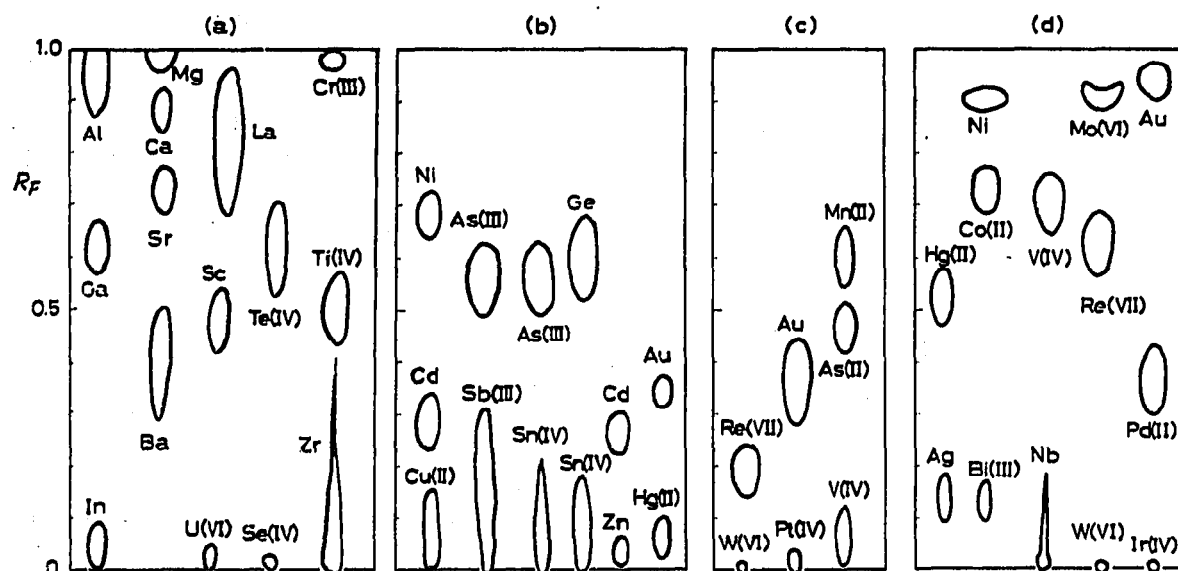 (a)
(b)
(c)
(d)
1.0
R_F
0.5
0
Al
Mg
Ca
Sr
La
Cr(III)
Ga
Ba
Sc
Te(IV)
Ti(IV)
Zr
In
U(VI)
Se(IV)
Ni
As(III)
Ge
As(III)
Cd
Sb(III)
Sn(IV)
Sn(IV)
Cd
Au
Cu(II)
Zn
Hg(II)
Mn(II)
Au
As(II)
Re(VII)
V(IV)
W(VI)
Pt(IV)
Ni
Mo(VI)
Au
Co(II)
Hg(II)
V(IV)
Re(VII)
Pd(II)
Ag
Bi(III)
Nb
W(VI)
Ir(IV)